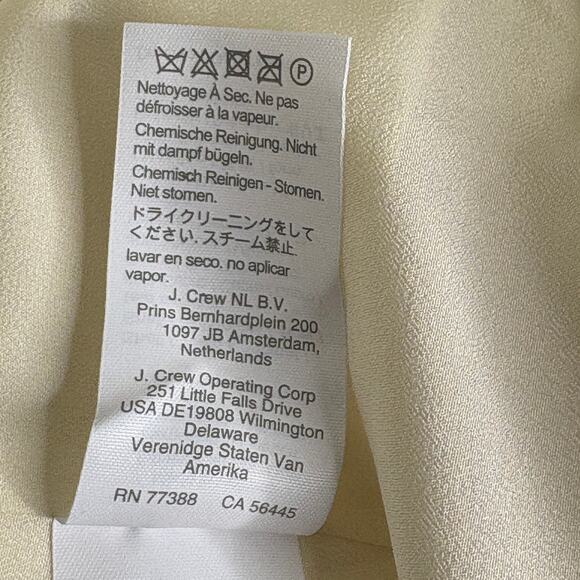 P
Nettoyage À Sec. Ne pas
défroisser à la vapeur.
Chemische Reinigung. Nicht
mit dampf bügeln.
Chemisch Reinigen - Stomen.
Niet stomen.
ドライクリーニングをして
ください. スチーム禁止.
lavar en seco. no aplicar
vapor.
J. Crew NL B.V.
Prins Bernhardplein 200
1097 JB Amsterdam,
Netherlands
J. Crew Operating Corp
251 Little Falls Drive
USA DE19808 Wilmington
Delaware
Verenidge Staten Van
Amerika
RN 77388 CA 56445